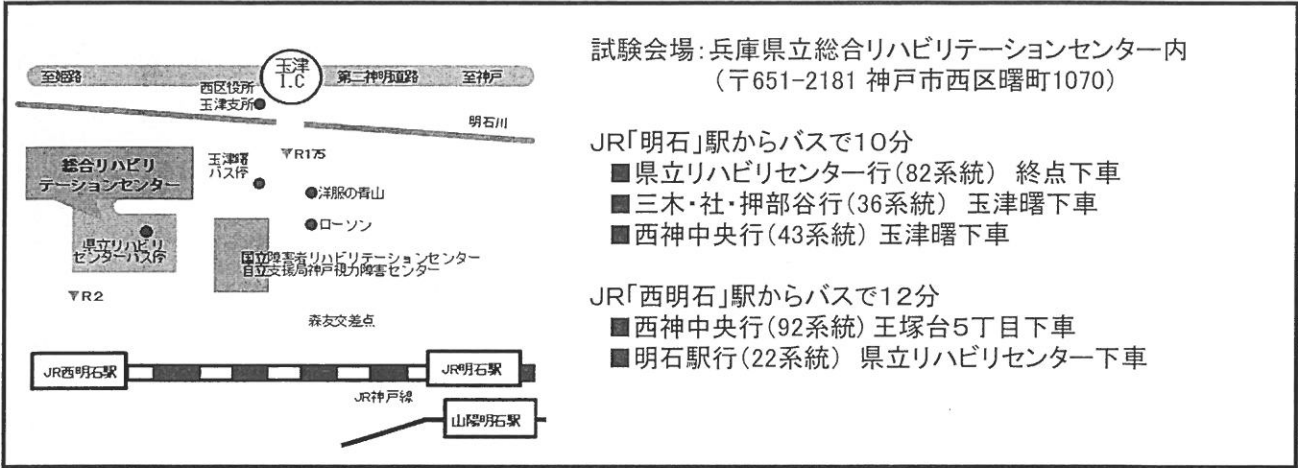 至姫路
玉津
I.C
第二神明道路
至神戸
西区役所
玉津支所
明石川
▽R175
総合リハビリ
テーションセンター
玉津曙
バス停
洋服の青山
ローソン
県立リハビリ
センターバス停
国立障害者リハビリテーションセンター
自立支援局神戸視力障害センター
▽R2
森友交差点
JR西明石駅
JR明石駅
JR神戸線
山陽明石駅
試験会場：兵庫県立総合リハビリテーションセンター内
（〒651-2181 神戸市西区曙町1070）
JR「明石」駅からバスで10分
■県立リハビリセンター行(82系統) 終点下車
■三木・社・押部谷行(36系統) 玉津曙下車
■西神中央行(43系統) 玉津曙下車
JR「西明石」駅からバスで12分
■西神中央行(92系統) 王塚台5丁目下車
■明石駅行(22系統) 県立リハビリセンター下車